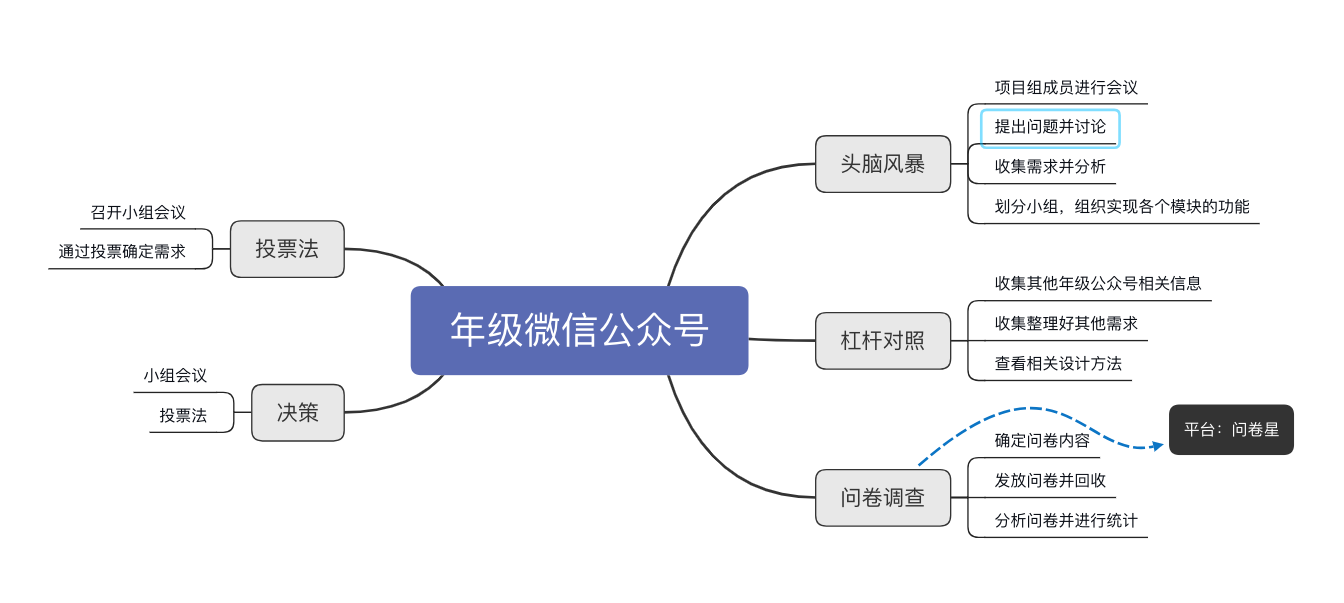 年级微信公众号
头脑风暴
项目组成员进行会议
提出问题并讨论
收集需求并分析
划分小组，组织实现各个模块的功能
杠杆对照
收集其他年级公众号相关信息
收集整理好其他需求
查看相关设计方法
问卷调查
确定问卷内容
发放问卷并回收
分析问卷并进行统计
平台：问卷星
投票法
召开小组会议
通过投票确定需求
决策
小组会议
投票法